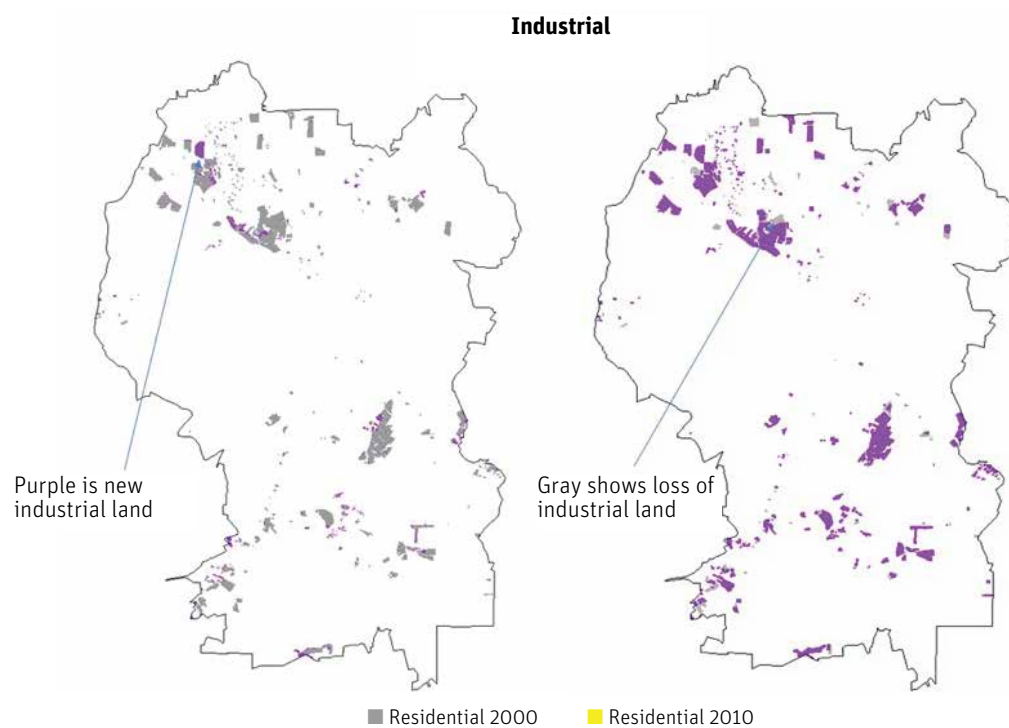 Industrial
Purple is new
industrial land
Gray shows loss of
industrial land
Residential 2000
Residential 2010